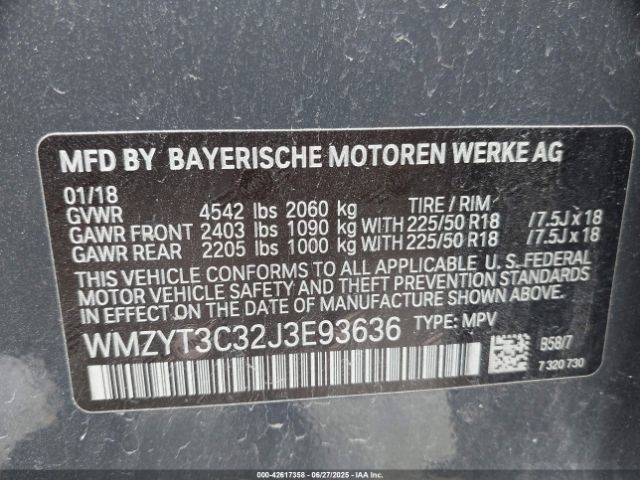 MFD BY BAYERISCHE MOTOREN WERKE AG
01/18 TIRE / RIM
GVWR 4542 lbs 2060 kg
GAWR FRONT 2403 lbs 1090 kg WITH 225/50 R18 /7.5J x 18
GAWR REAR 2205 lbs 1000 kg WITH 225/50 R18 /7.5J x 18
THIS VEHICLE CONFORMS TO ALL APPLICABLE U. S. FEDERAL
MOTOR VEHICLE SAFETY AND THEFT PREVENTION STANDARDS
IN EFFECT ON THE DATE OF MANUFACTURE SHOWN ABOVE.
WMZYT3C32J3E93636 TYPE: MPV
B58/7
7 320 730
000-42617358 - 06/27/2025 - IAA Inc.